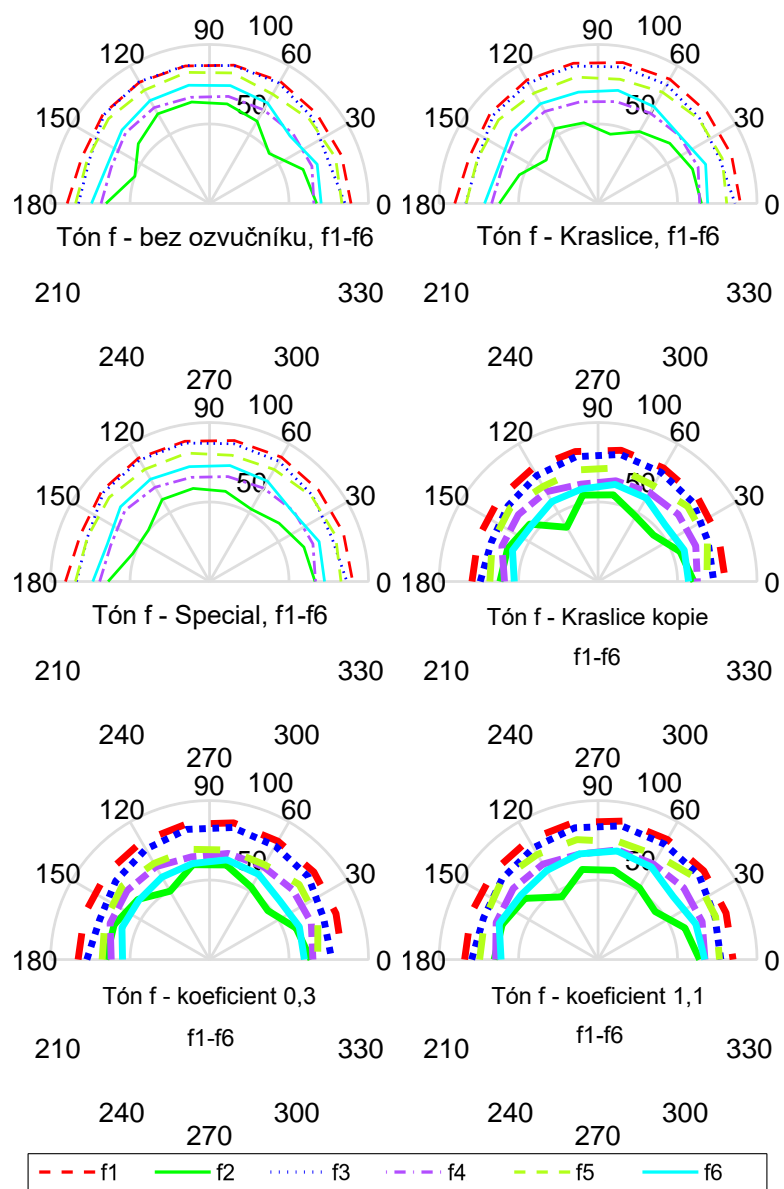 90 100 90 100
120 60 120 60
150 50 30 150 50 30
180 0 180 0
Tón f - bez ozvučníku, f1-f6 Tón f - Kraslice, f1-f6
210 330 210 330
240 300 240 300
270 270
90 100 90 100
120 60 120 60
150 50 30 150 50 30
180 0 180 0
Tón f - Special, f1-f6 Tón f - Kraslice kopie
f1-f6
210 330 210 330
240 300 240 300
270 270
90 100 90 100
120 60 120 60
150 50 30 150 50 30
180 0 180 0
Tón f - koeficient 0,3 Tón f - koeficient 1,1
f1-f6 f1-f6
210 330 210 330
240 300 240 300
270 270
f1 f2 f3 f4 f5 f6